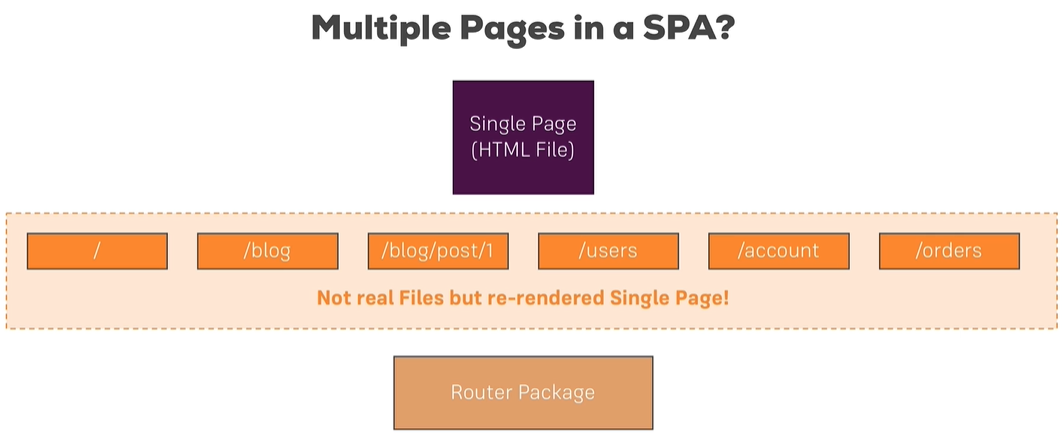 Multiple Pages in a SPA?
Single Page
(HTML File)
/
/blog
/blog/post/1
/users
/account
/orders
Not real Files but re-rendered Single Page!
Router Package